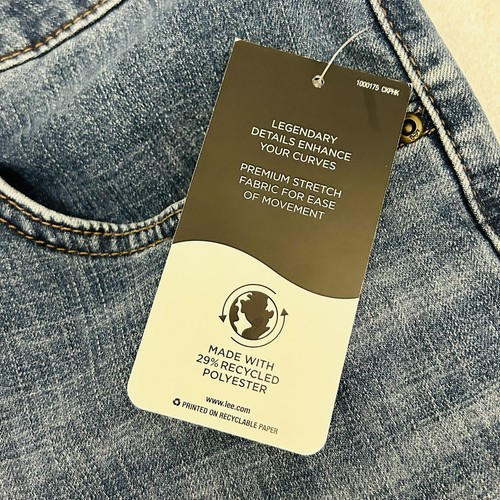 1000175 CKPHK
LEGENDARY
DETAILS ENHANCE
YOUR CURVES
PREMIUM STRETCH
FABRIC FOR EASE
OF MOVEMENT
MADE WITH
29% RECYCLED
POLYESTER
www.lee.com
PRINTED ON RECYCLABLE PAPER